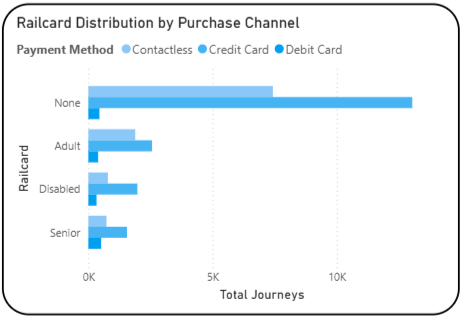 Railcard Distribution by Purchase Channel
Payment Method Contactless Credit Card Debit Card
None
Adult
Disabled
Senior
Railcard
0K 5K 10K
Total Journeys